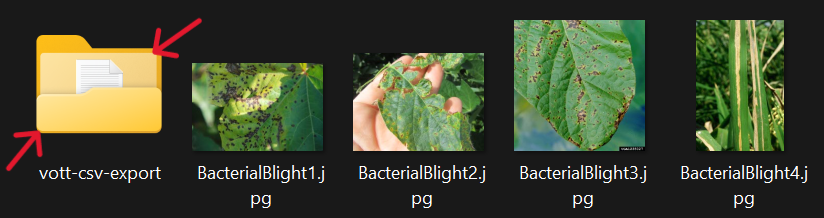 vott-csv-export
BacterialBlight1.j
pg
BacterialBlight2.j
pg
BacterialBlight3.j
pg
BacterialBlight4.j
pg